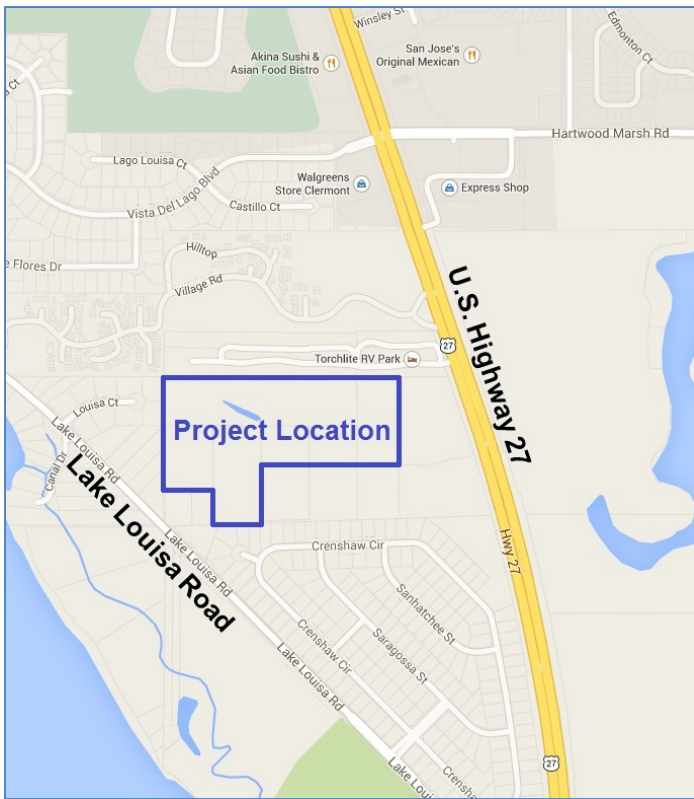 Winsley St
Edmonton Ct
Akina Sushi &
Asian Food Bistro
San Jose's
Original Mexican
Hartwood Marsh Rd
Lago Louisa Ct
Walgreens
Store Clermont
Express Shop
Vista Del Lago Blvd
Castillo Ct
Flores Dr
Hilltop
Village Rd
U.S. Highway 27
27
Torchlite RV Park
Louisa Ct
Project Location
Lake Louisa Rd
Canal Dr
Lake Louisa Road
Lake Louisa Rd
Crenshaw Cir
Hwy 27
Sanhatchee St
Crenshaw Cir
Saragossa St
Lake Louisa Rd
27
Lake Louisa
Crensha